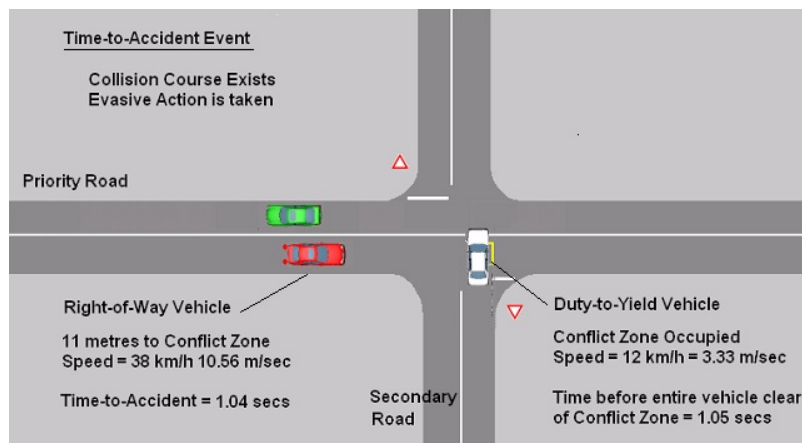 Time-to-Accident Event
Collision Course Exists
Evasive Action is taken
Priority Road
Right-of-Way Vehicle
11 metres to Conflict Zone
Speed = 38 km/h 10.56 m/sec
Time-to-Accident = 1.04 secs
Secondary
Road
Duty-to-Yield Vehicle
Conflict Zone Occupied
Speed = 12 km/h = 3.33 m/sec
Time before entire vehicle clear
of Conflict Zone = 1.05 secs